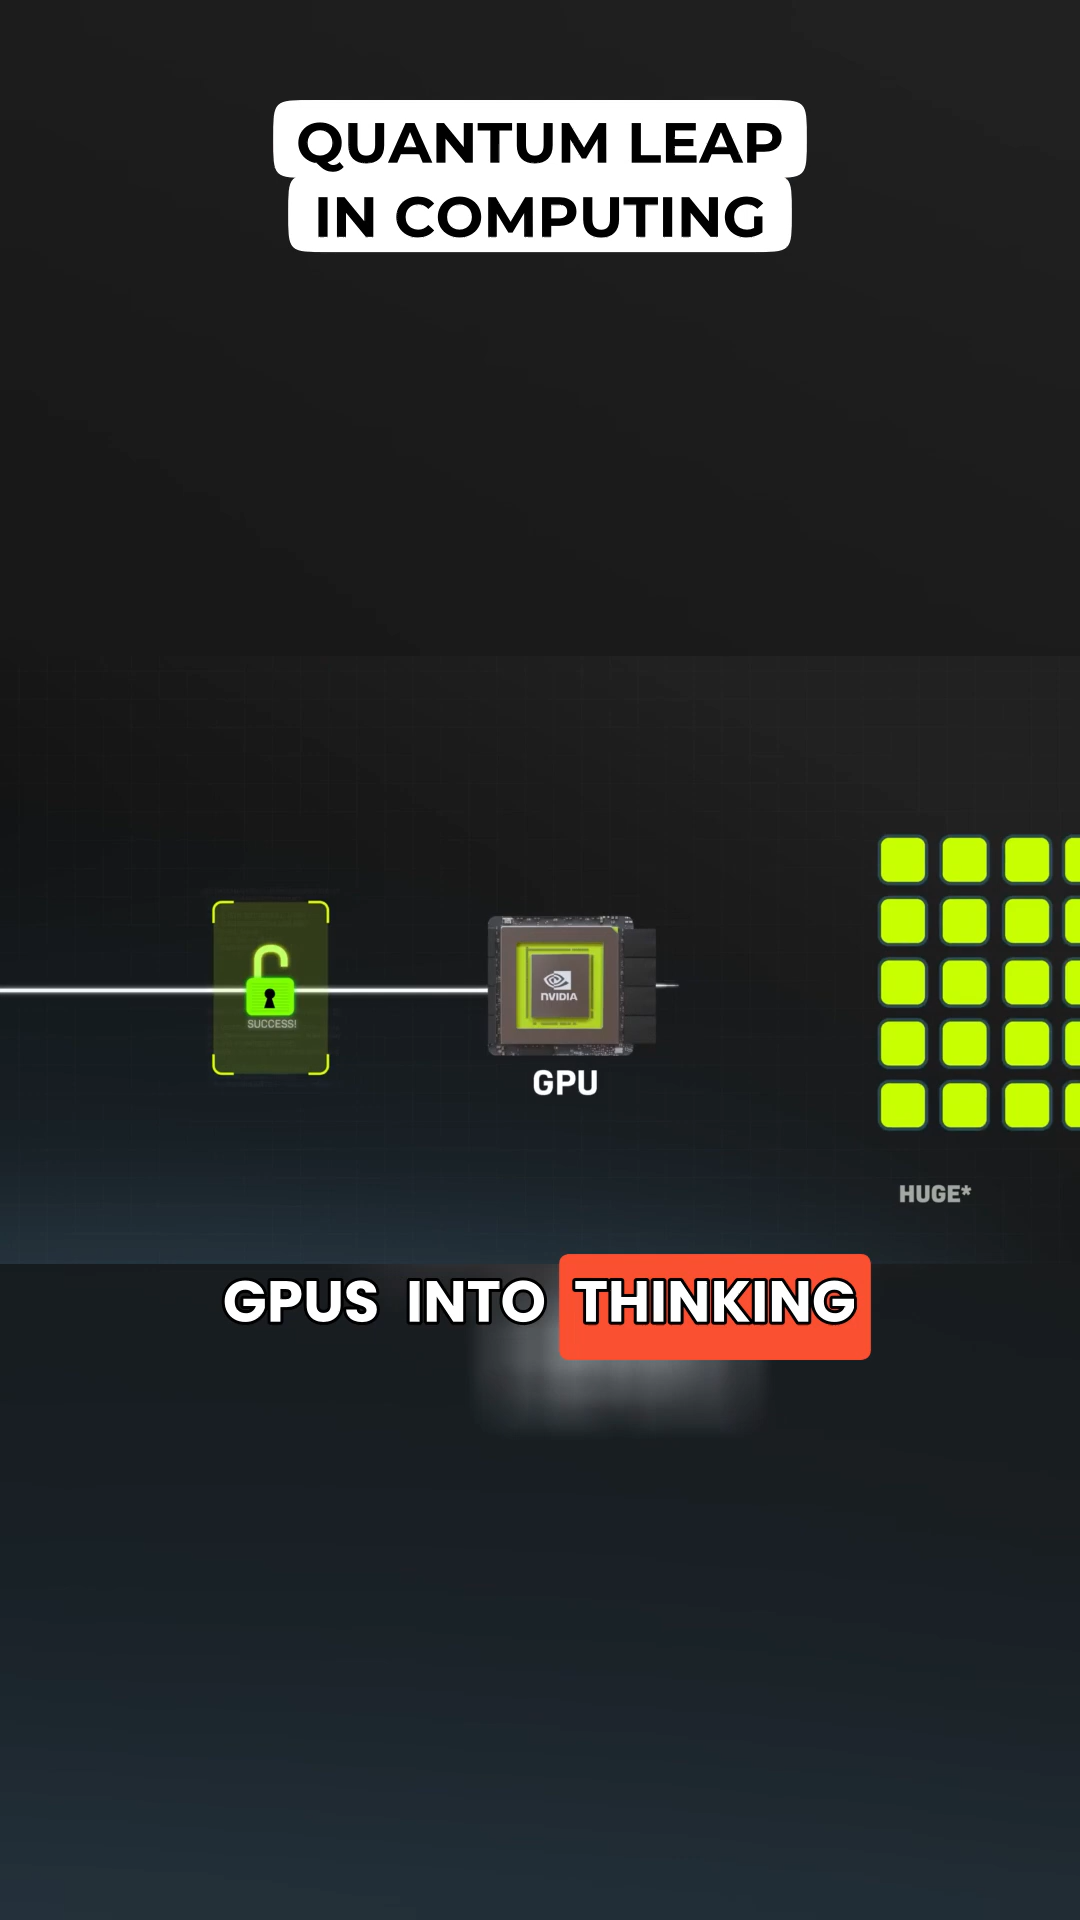 QUANTUM LEAP
IN COMPUTING
SUCCESS!
NVIDIA
GPU
HUGE*
GPUS INTO THINKING